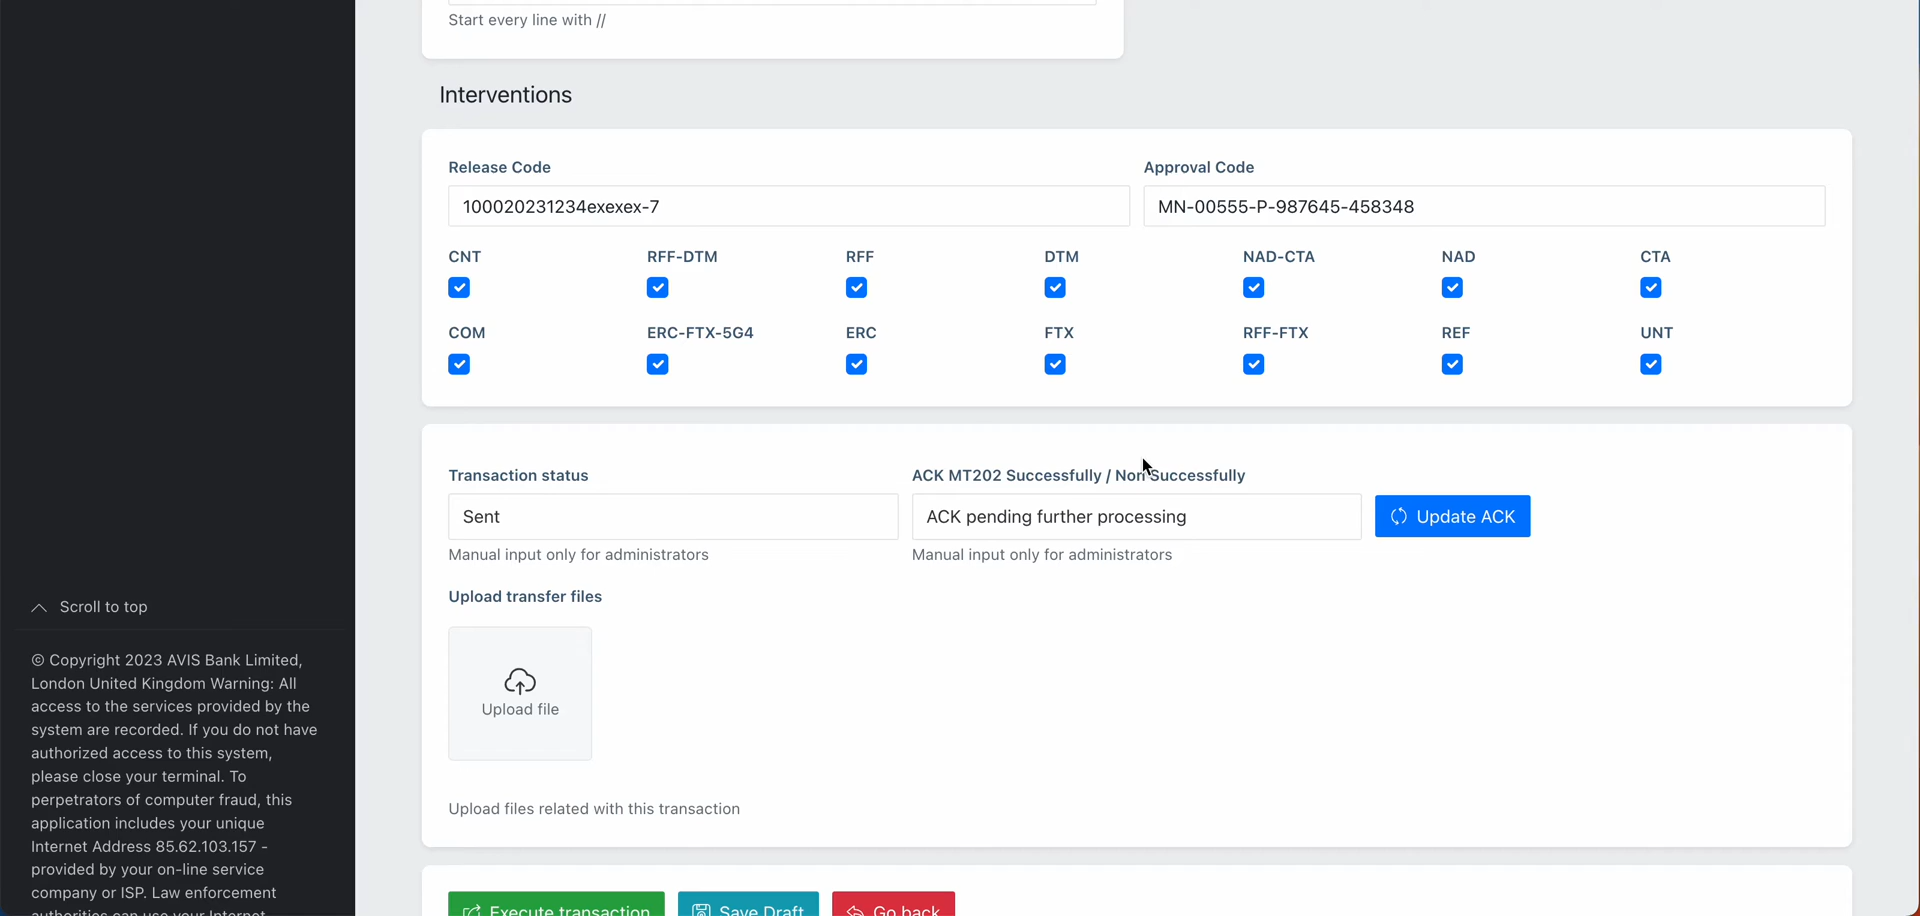 Start every line with //
Interventions
Release Code
Approval Code
100020231234exexex-7
MN-00555-P-987645-458348
CNT
RFF-DTM
RFF
DTM
NAD-CTA
NAD
CTA
COM
ERC-FTX-5G4
ERC
FTX
RFF-FTX
REF
UNT
Transaction status
ACK MT202 Successfully / Non Successfully
Sent
ACK pending further processing
Update ACK
Manual input only for administrators
Manual input only for administrators
Upload transfer files
Upload file
Upload files related with this transaction
Execute transaction
Save Draft
Go back
Scroll to top
© Copyright 2023 AVIS Bank Limited,
London United Kingdom Warning: All
access to the services provided by the
system are recorded. If you do not have
authorized access to this system,
please close your terminal. To
perpetrators of computer fraud, this
application includes your unique
Internet Address 85.62.103.157 -
provided by your on-line service
company or ISP. Law enforcement
authorities can use your Internet